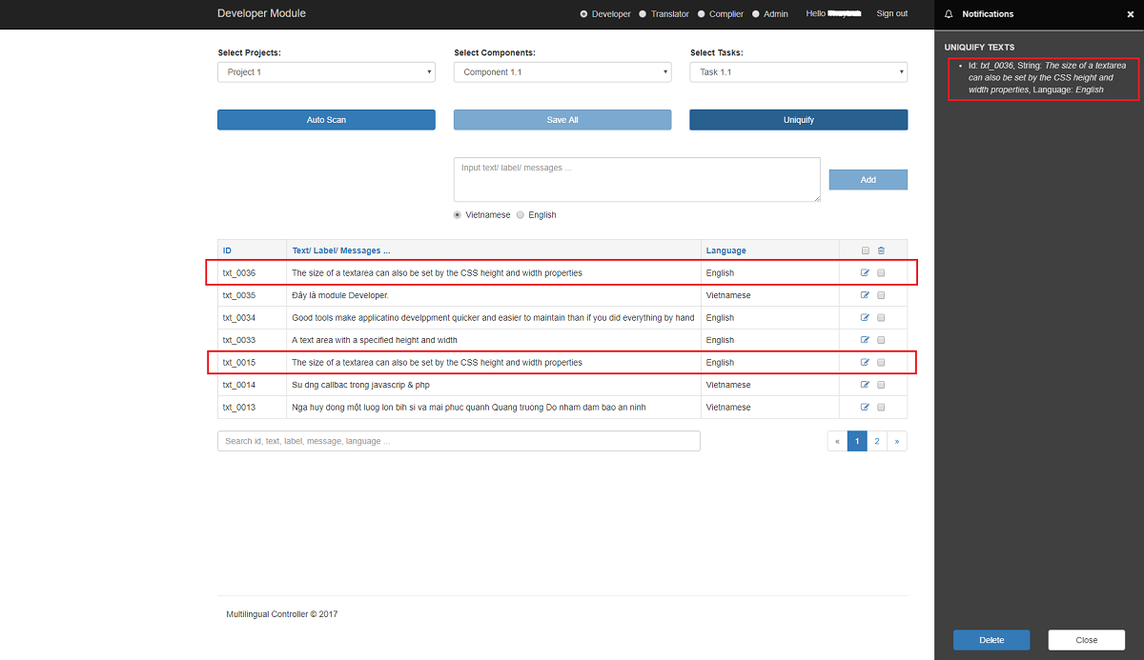 Developer Module
Developer Translator Complier Admin Hello Sign out
Notifications ×
UNIQUIFY TEXTS
Id: txt_0036, String: The size of a textarea
can also be set by the CSS height and
width properties, Language: English
Select Projects: Select Components: Select Tasks:
Project 1 Component 1.1 Task 1.1
Auto Scan Save All Uniquify
Input text/ label/ messages ...
Add
Vietnamese English
ID Text/ Label/ Messages ... Language
txt_0036 The size of a textarea can also be set by the CSS height and width properties English
txt_0035 Đây là module Developer. Vietnamese
txt_0034 Good tools make applicatino develppment quicker and easier to maintain than if you did everything by hand English
txt_0033 A text area with a specified height and width English
txt_0015 The size of a textarea can also be set by the CSS height and width properties English
txt_0014 Su dng callbac trong javascrip & php Vietnamese
txt_0013 Nga huy dong một luog lon bih si va mai phuc quanh Quang truong Do nham dam bao an ninh Vietnamese
Search id, text, label, message, language ...
« 1 2 »
Multilingual Controller © 2017
Delete Close